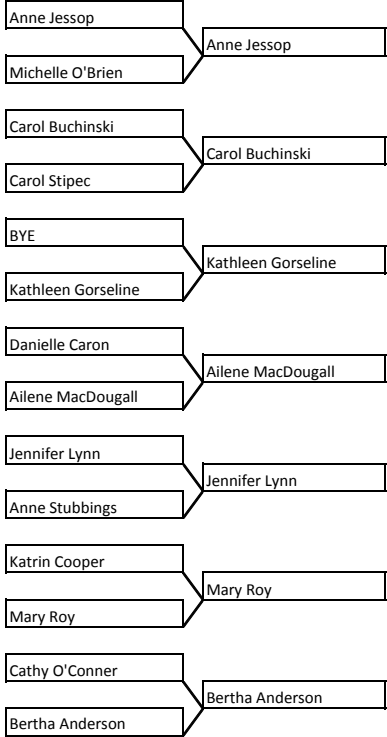 Anne Jessop
Anne Jessop
Michelle O'Brien
Carol Buchinski
Carol Buchinski
Carol Stipec
BYE
Kathleen Gorseline
Kathleen Gorseline
Danielle Caron
Ailene MacDougall
Ailene MacDougall
Jennifer Lynn
Jennifer Lynn
Anne Stubbings
Katrin Cooper
Mary Roy
Mary Roy
Cathy O'Conner
Bertha Anderson
Bertha Anderson